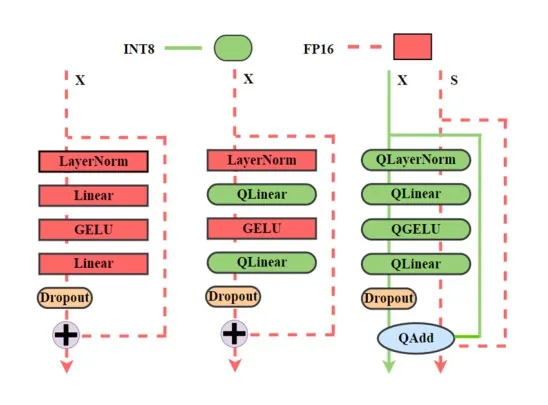 INT8
FP16
X
X
X
S
LayerNorm
LayerNorm
QLayerNorm
Linear
QLinear
QLinear
GELU
GELU
QGELU
Linear
QLinear
QLinear
Dropout
Dropout
Dropout
QAdd